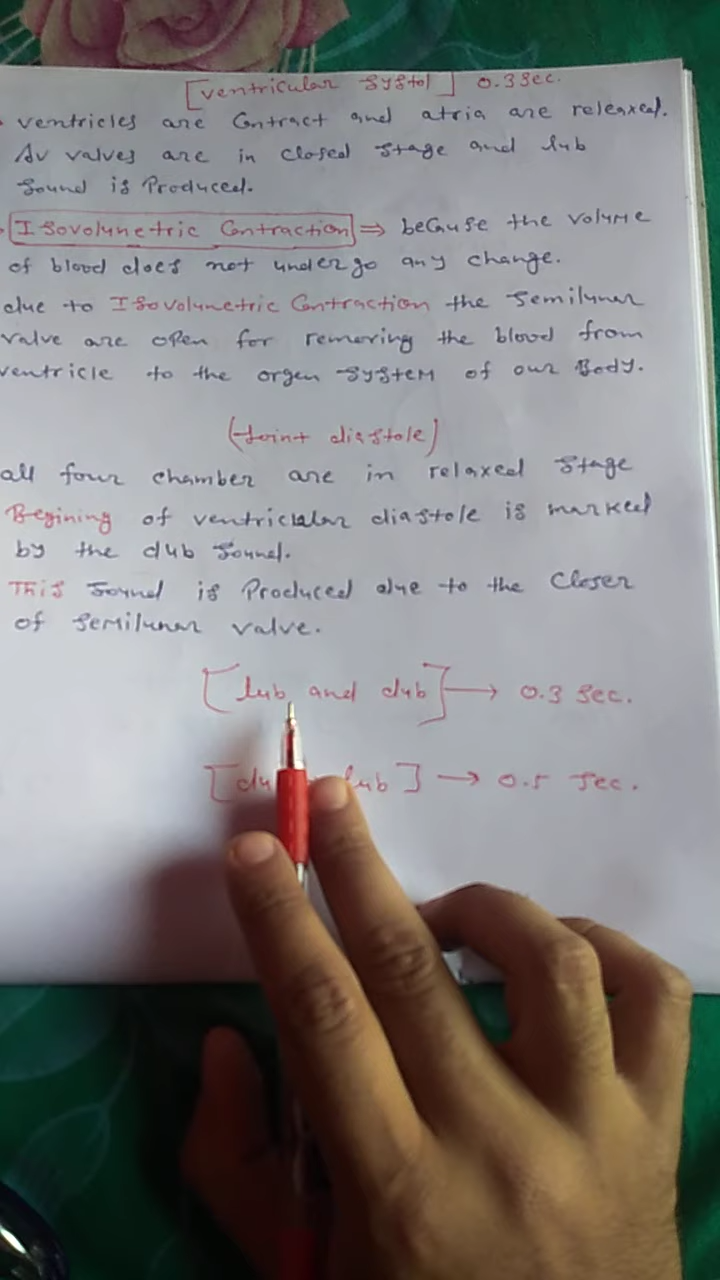 [ventricular systol] 0.3 sec.
ventricles are Contract and atria are relexed.
AV valves are in closed stage and lub
sound is Produced.
Isovolumetric Contraction ⇒ because the volume
of blood does not undergo any change.
due to Isovolumetric Contraction the semilunar
valve are open for removing the blood from
ventricle to the organ system of our Body.
(Joint diastole)
all four chamber are in relaxed stage
Begining of ventricular diastole is marked
by the dub sound.
This sound is Produced due to the Closer
of semilunar valve.
[lub and dub] → 0.3 sec.
[du lub] → 0.5 sec.